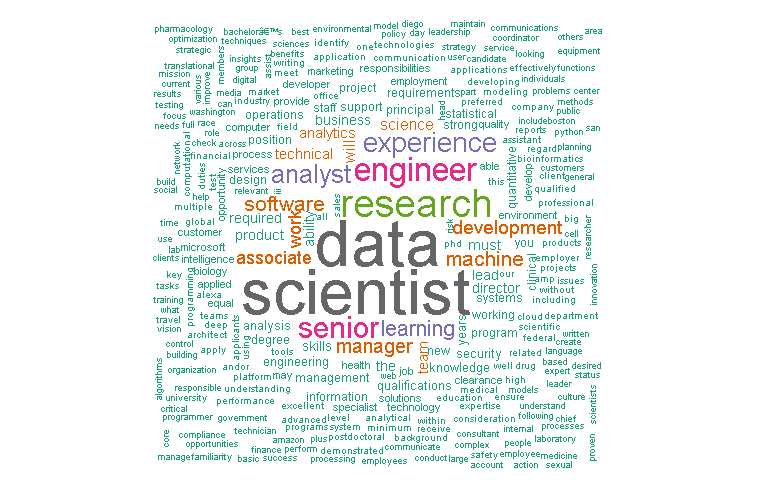 pharmacology bachelorâ€™s best environmental model diego maintain
optimization techniques sciences identify policy day leadership communications coordinator others area
strategic insights benefits one technologies strategy service looking equipment
translational members group assist writing application communication user candidate effectively functions
mission various improve digital meet marketing responsibilities applications developing individuals
current media developer employment part modeling problems center
results can market industry provide office project requirements preferred company methods
testing washington operations staff support principal head statistical include boston public
focus race computer field business science strong quality reports python san
needs full role position analytics will experience assistant regard planning
network check across process technical analyst engineer able quantitative bioinformatics
computational financial services opportunity this develop customers
build duties test design relevant iii client general
social help software research qualified professional
multiple required work ability all sales risk development environment big
time global customer product data phd must you cell products researcher
use lab microsoft associate machine employer
clients intelligence scientist lead our clinical projects innovation
key biology director amp issues
tasks programming applied systems without
training alexa equal including
what teams senior learning years working cloud department
travel deep analysis program scientific
vision architect applicants using degree skills manager team new security federal written
control tools related create
building apply engineering health the knowledge language
algorithms organization andor web job well drug based expert desired
platform may management clearance high status
responsible understanding qualifications medical models leader
university performance information solutions education ensure culture scientists
critical excellent specialist technology expertise understand
programmer government advanced level analytical within consideration following chief
core compliance technician programs system minimum receive consultant internal processes
opportunities amazon plus postdoctoral background people laboratory proven
finance perform demonstrated communicate complex
manage familiarity basic success processing employees conduct large safety employee medicine
account action sexual